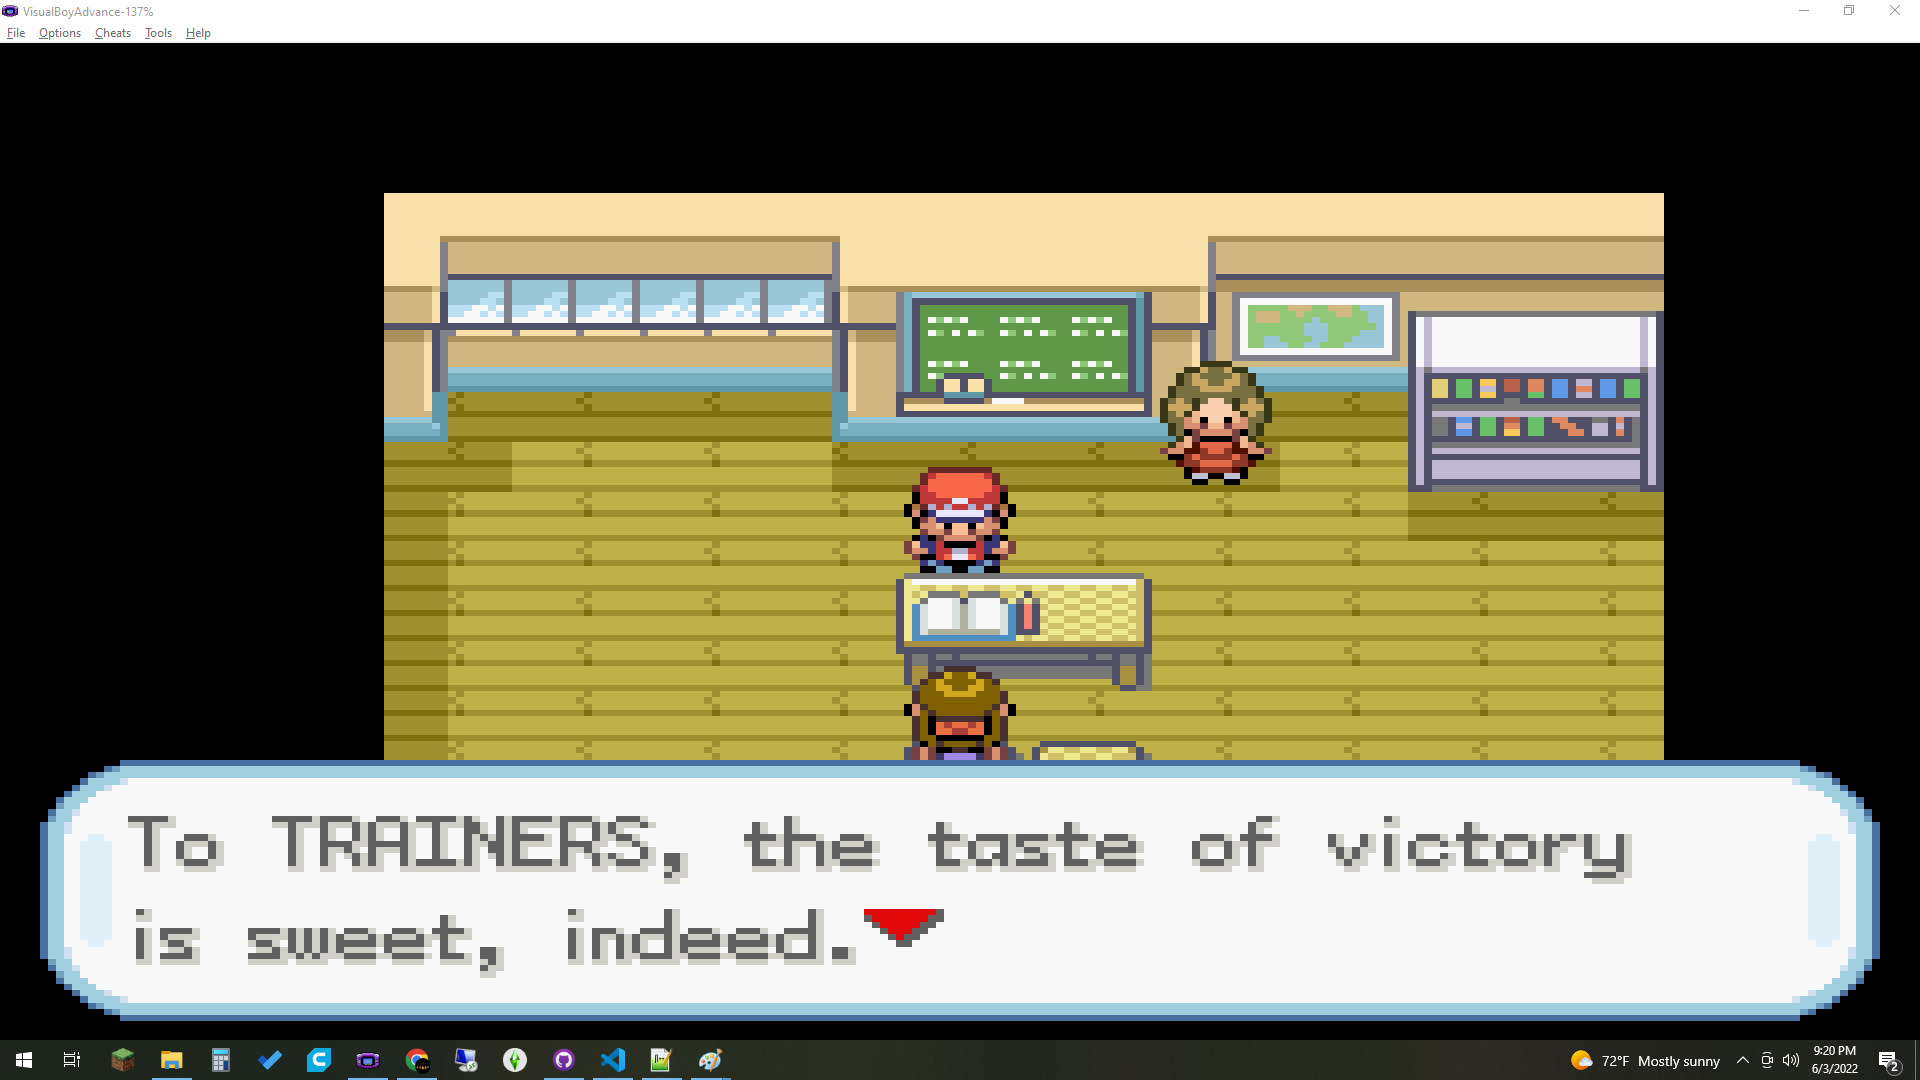 VisualBoyAdvance-137%
File Options Cheats Tools Help
To TRAINERS, the taste of victory
is sweet, indeed.
72°F Mostly sunny
9:20 PM
6/3/2022
2